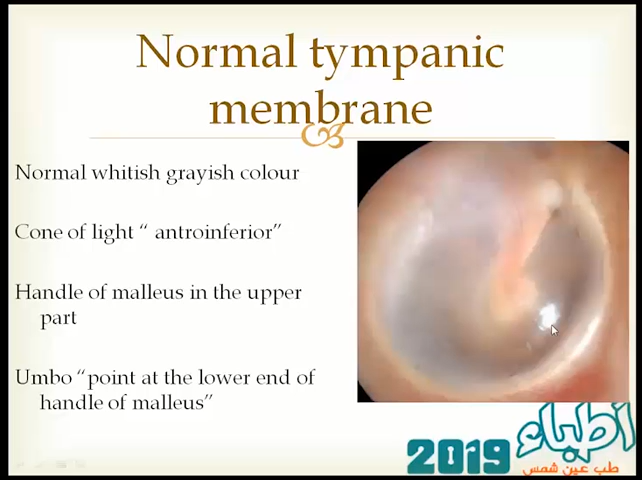 Normal tympanic
membrane
Normal whitish grayish colour
Cone of light “ antroinferior”
Handle of malleus in the upper
part
Umbo “point at the lower end of
handle of malleus”
2019 أطباء
طب عين شمس